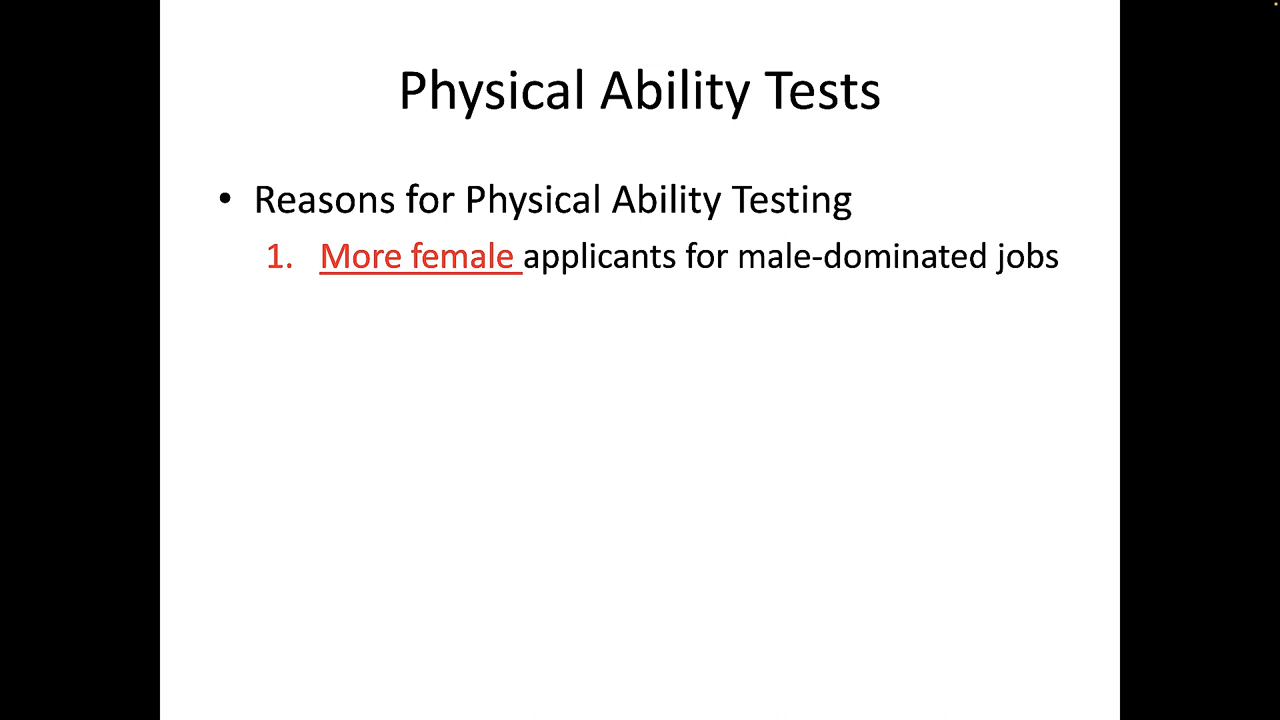 Physical Ability Tests
• Reasons for Physical Ability Testing
1. More female applicants for male-dominated jobs